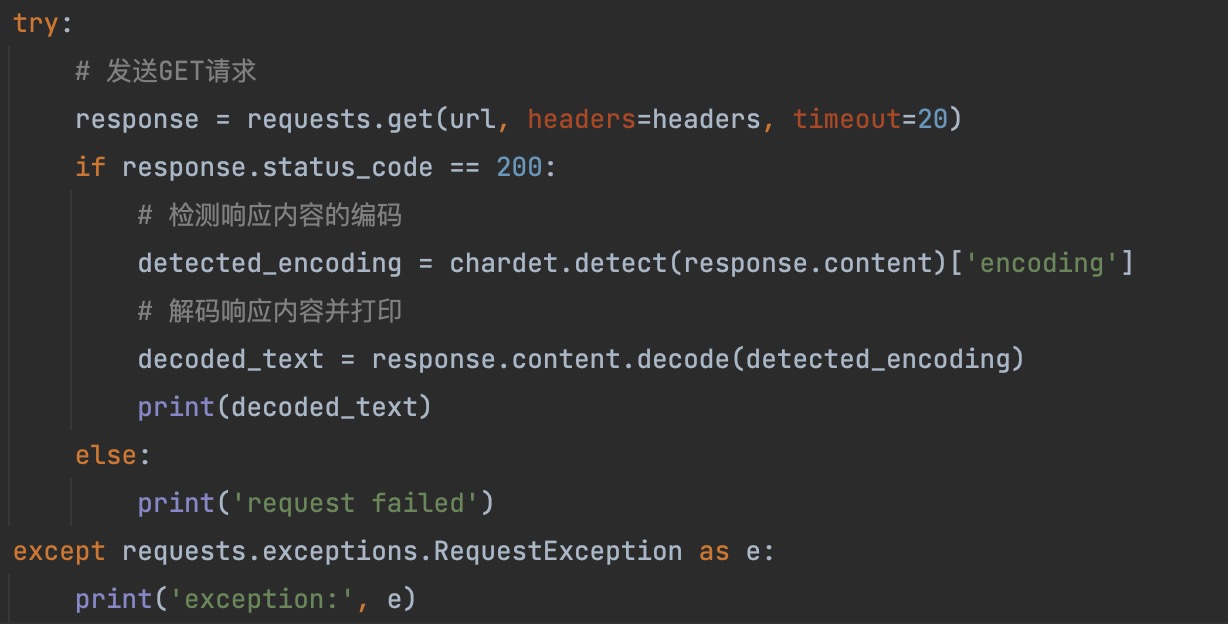 try:
    # 发送GET请求
    response = requests.get(url, headers=headers, timeout=20)
    if response.status_code == 200:
        # 检测响应内容的编码
        detected_encoding = chardet.detect(response.content)['encoding']
        # 解码响应内容并打印
        decoded_text = response.content.decode(detected_encoding)
        print(decoded_text)
    else:
        print('request failed')
except requests.exceptions.RequestException as e:
    print('exception:', e)